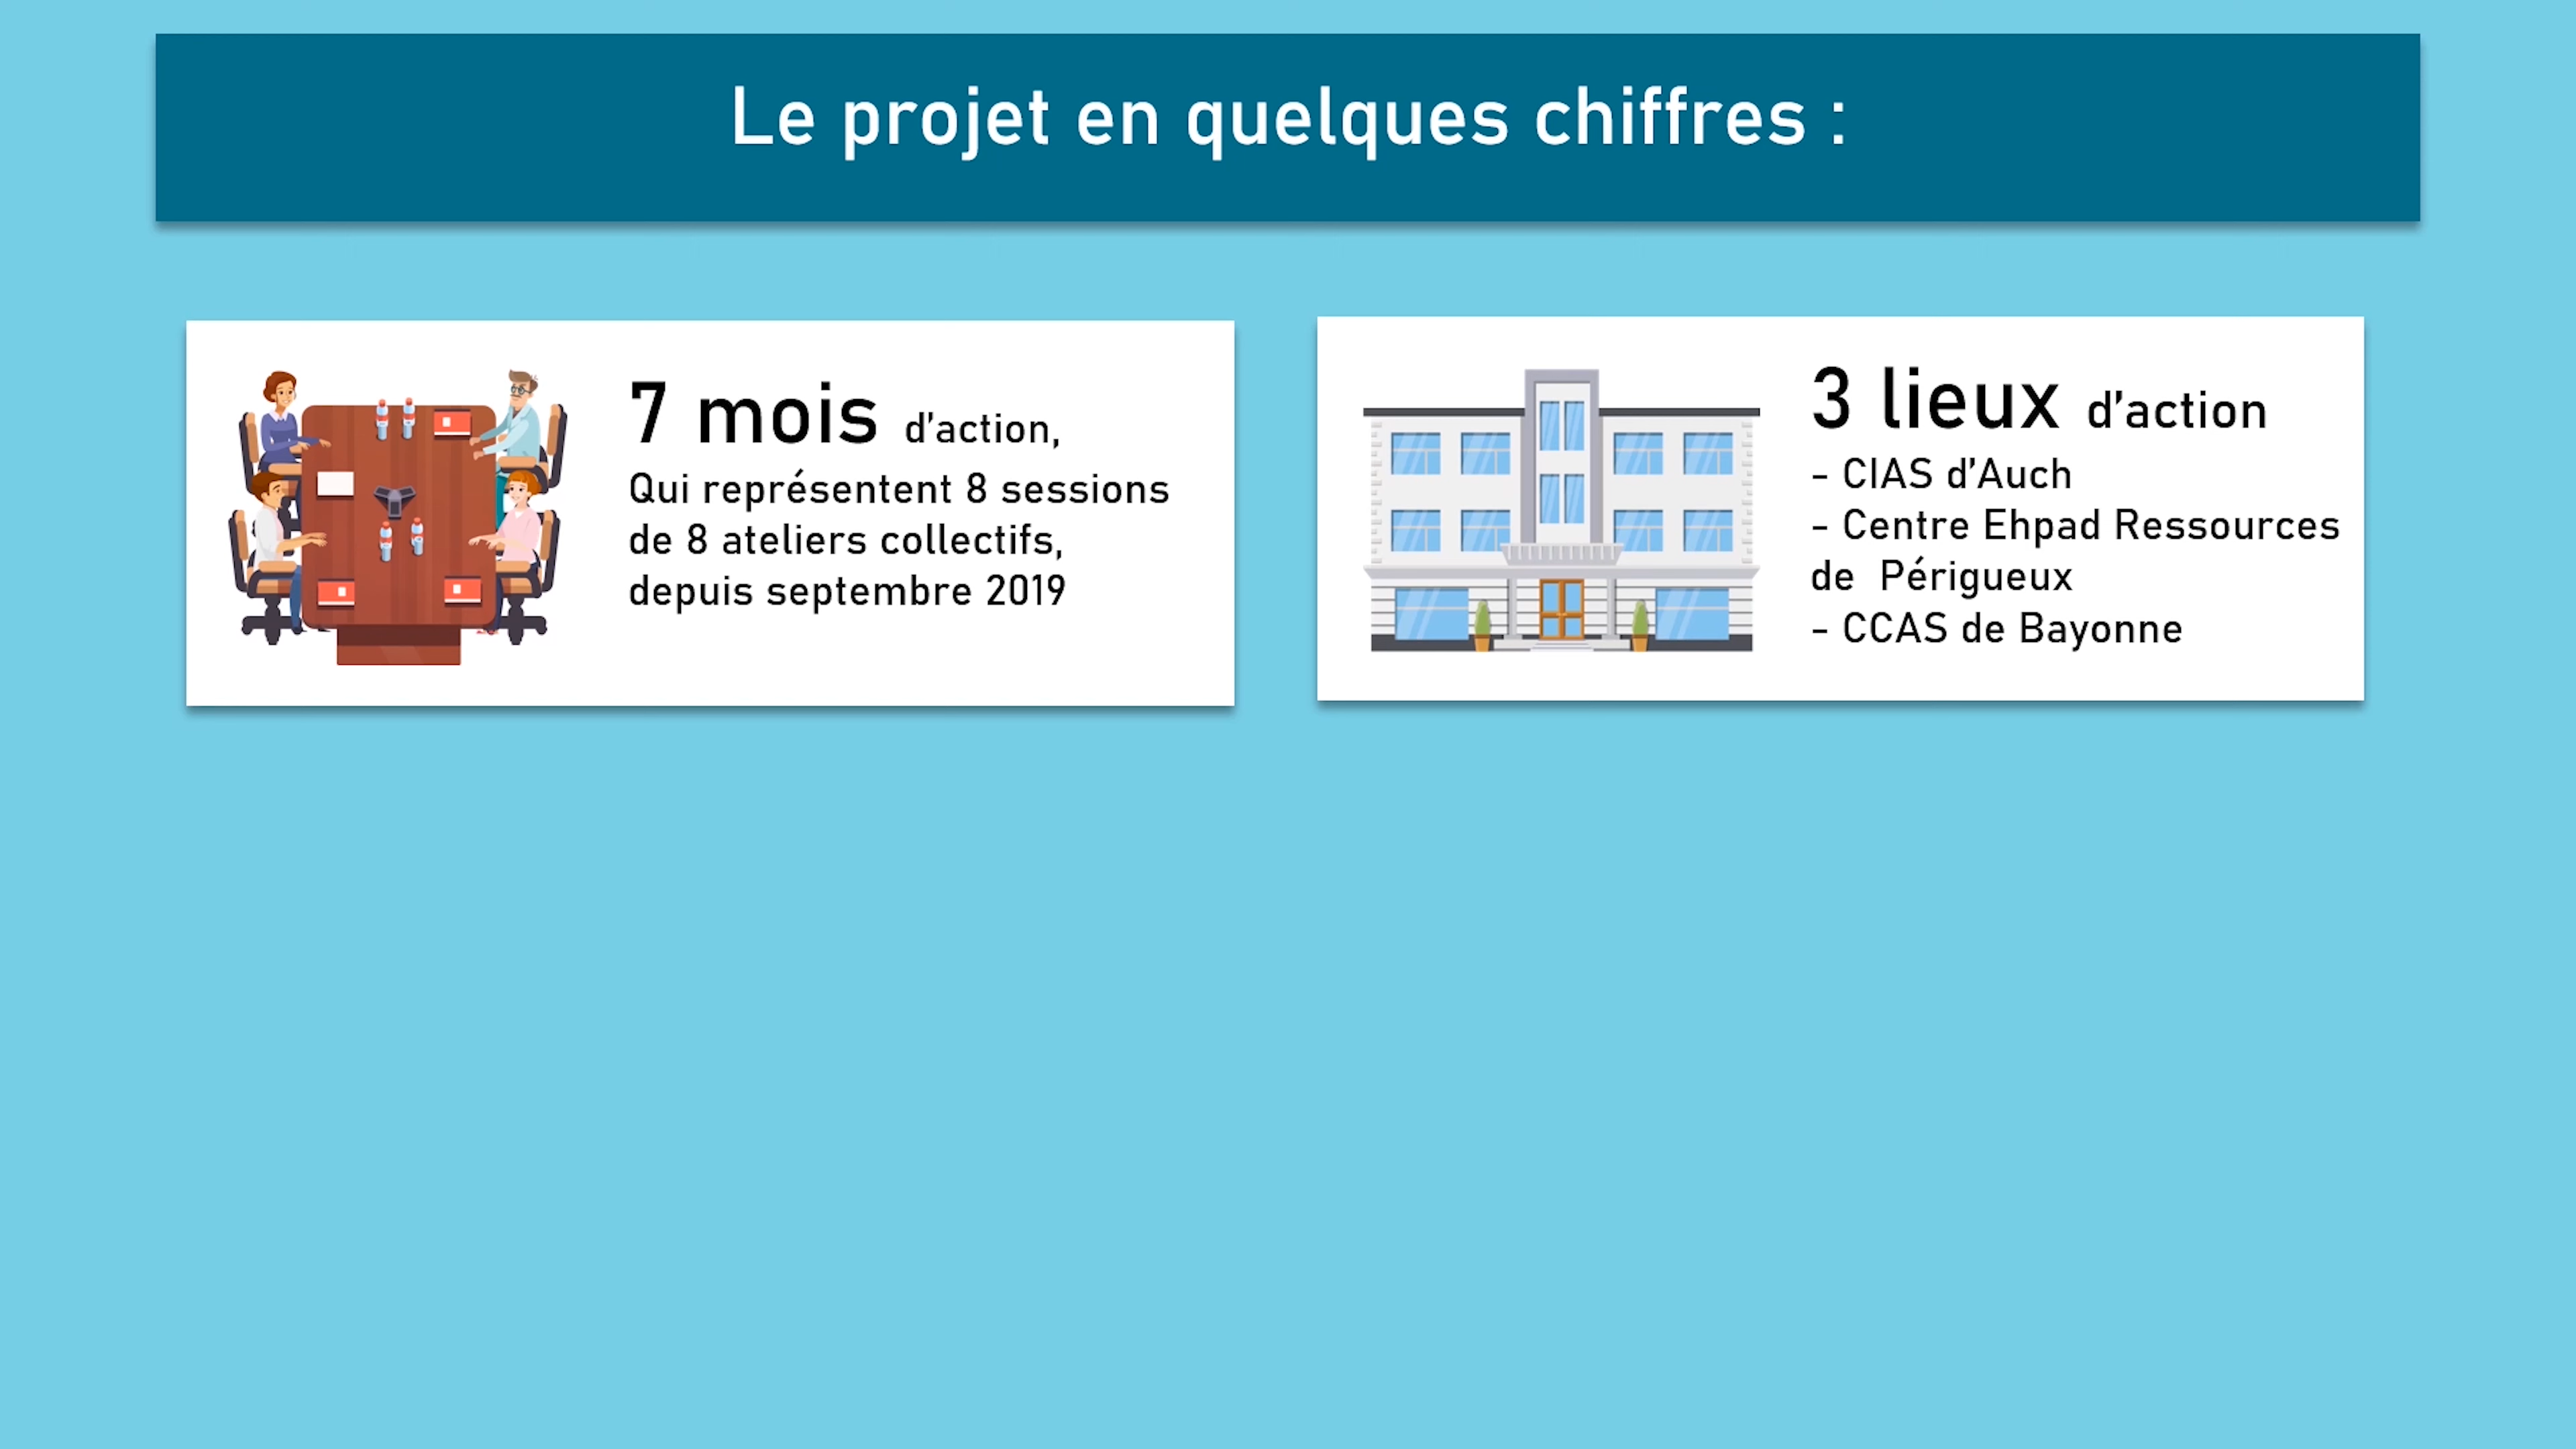 Le projet en quelques chiffres :
7 mois d'action,
Qui représentent 8 sessions
de 8 ateliers collectifs,
depuis septembre 2019
3 lieux d'action
- CIAS d'Auch
- Centre Ehpad Ressources
de Périgueux
- CCAS de Bayonne